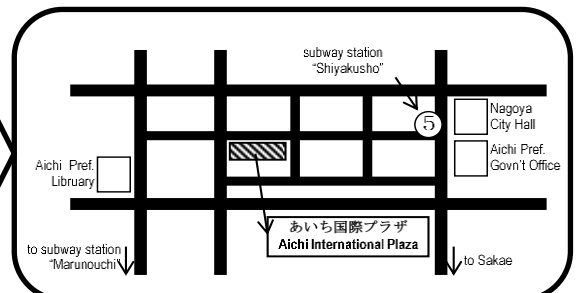 subway station
"Shiyakusho"
⑤
Nagoya
City Hall
Aichi Pref.
Govn't Office
Aichi Pref.
Libruary
あいち国際プラザ
Aichi International Plaza
to subway station
"Marunouchi"
to Sakae